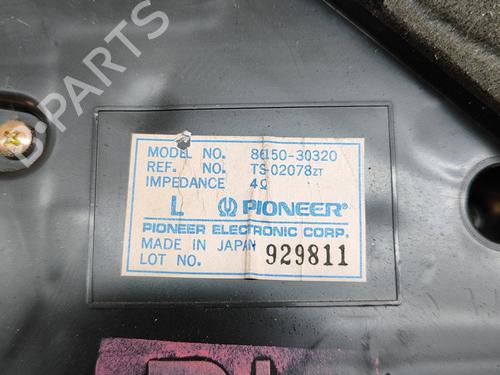 MODEL NO. 86150-30320
REF. NO. TS-02078ZT
IMPEDANCE 4Ω
L PIONEER®
PIONEER ELECTRONIC CORP.
MADE IN JAPAN
LOT NO. 929811
B-PARTS